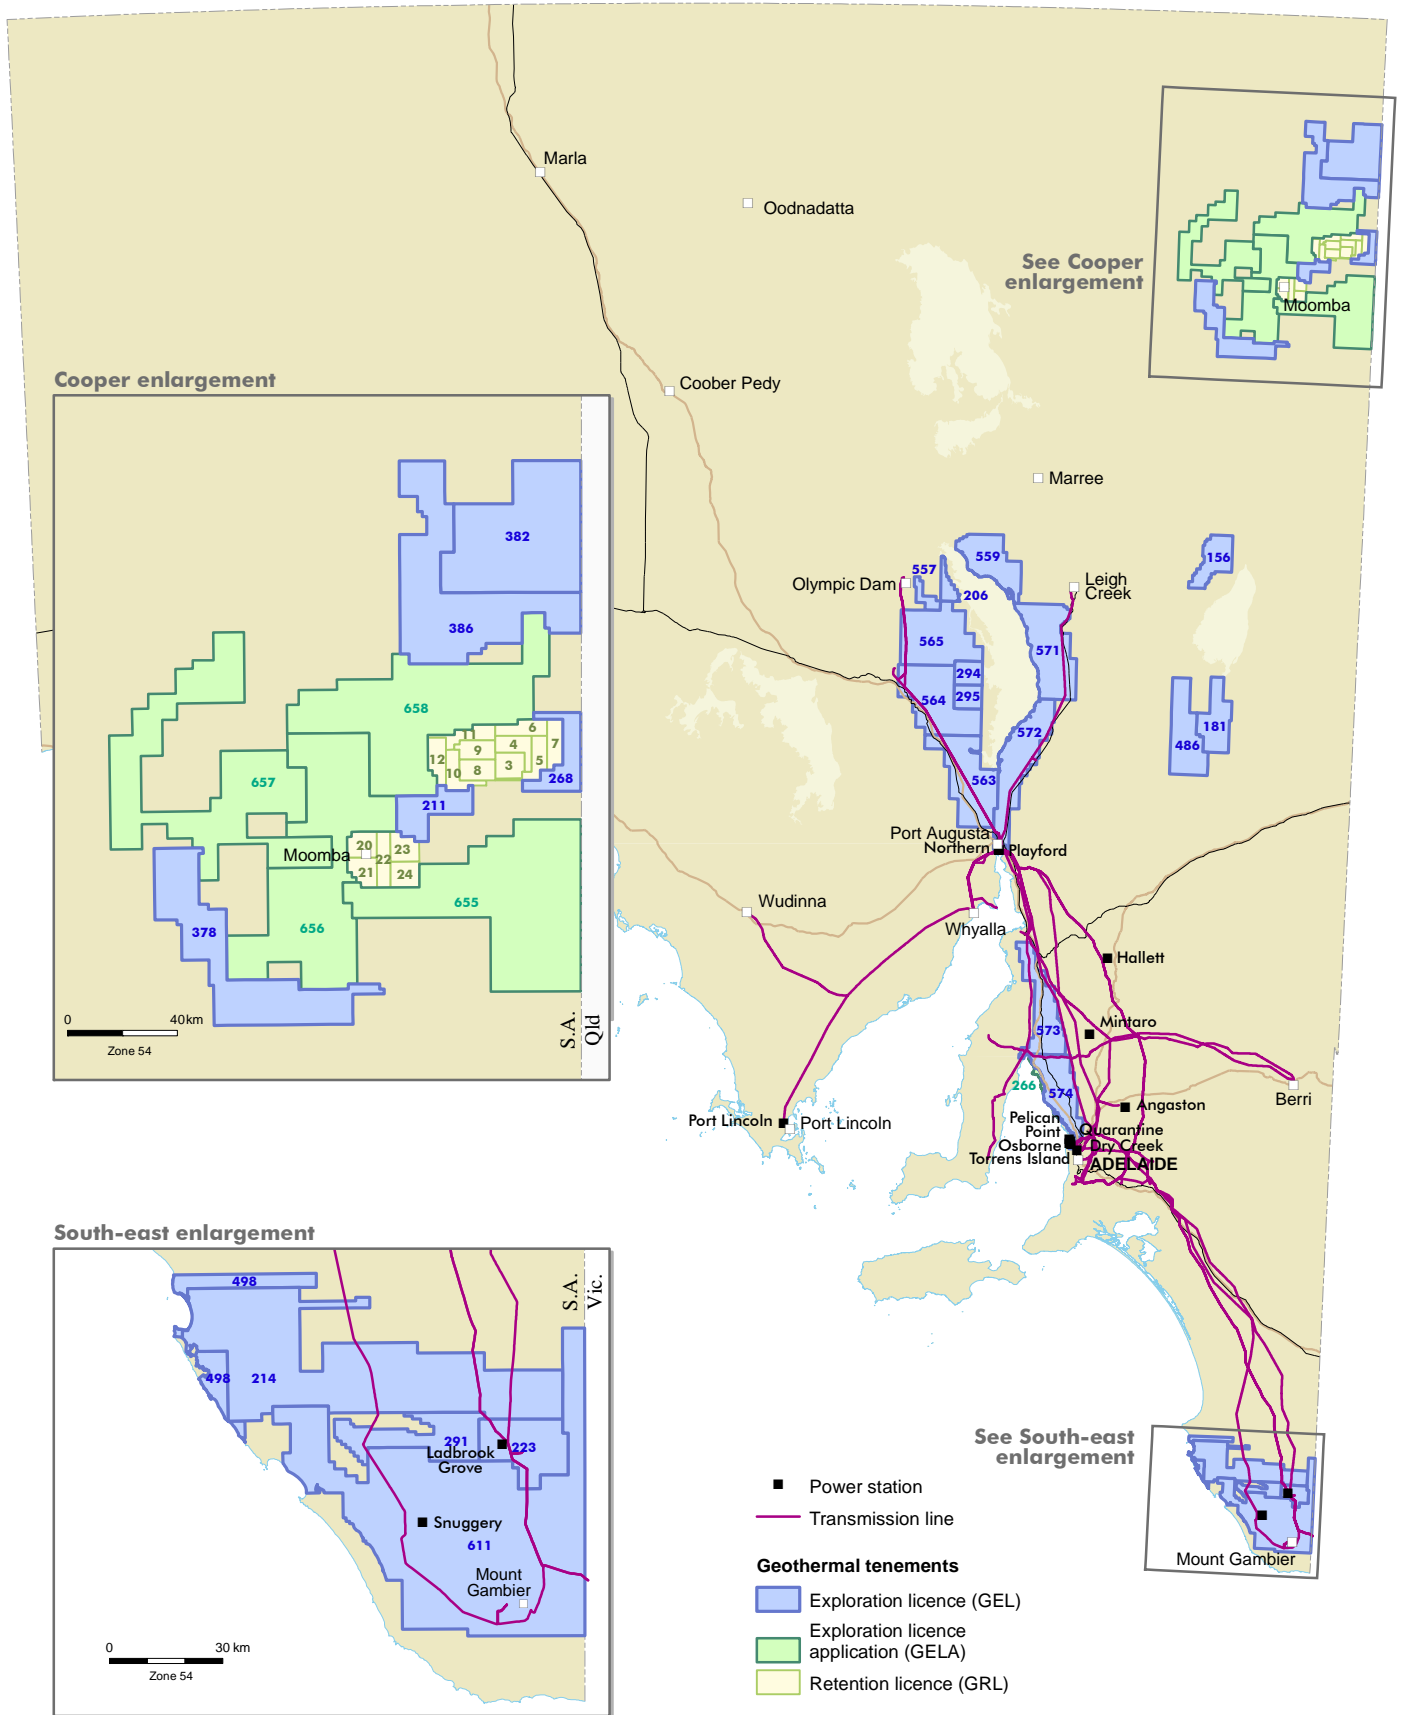 Marla
Oodnadatta
See Cooper
enlargement
Moomba
Coober Pedy
Marree
Cooper enlargement
382
386
658
6
11
9
4
7
12
5
10
8
3
268
657
211
Moomba
20
23
22
21
24
655
378
656
0
40 km
Zone 54
S.A.
Qld
559
557
Olympic Dam
206
Leigh
Creek
156
565
571
294
295
564
572
181
486
563
Port Augusta
Northern
Playford
Wudinna
Whyalla
Hallett
573
Mintaro
266
574
Angaston
Berri
Port Lincoln
Port Lincoln
Pelican
Point
Quarantine
Osborne
Dry Creek
Torrens Island
ADELAIDE
South-east enlargement
498
498
214
S.A.
Vic.
291
Ladbrook
Grove
223
Snuggery
611
Mount
Gambier
0
30 km
Zone 54
See South-east
enlargement
Mount Gambier
Power station
Transmission line
Geothermal tenements
Exploration licence (GEL)
Exploration licence
application (GELA)
Retention licence (GRL)